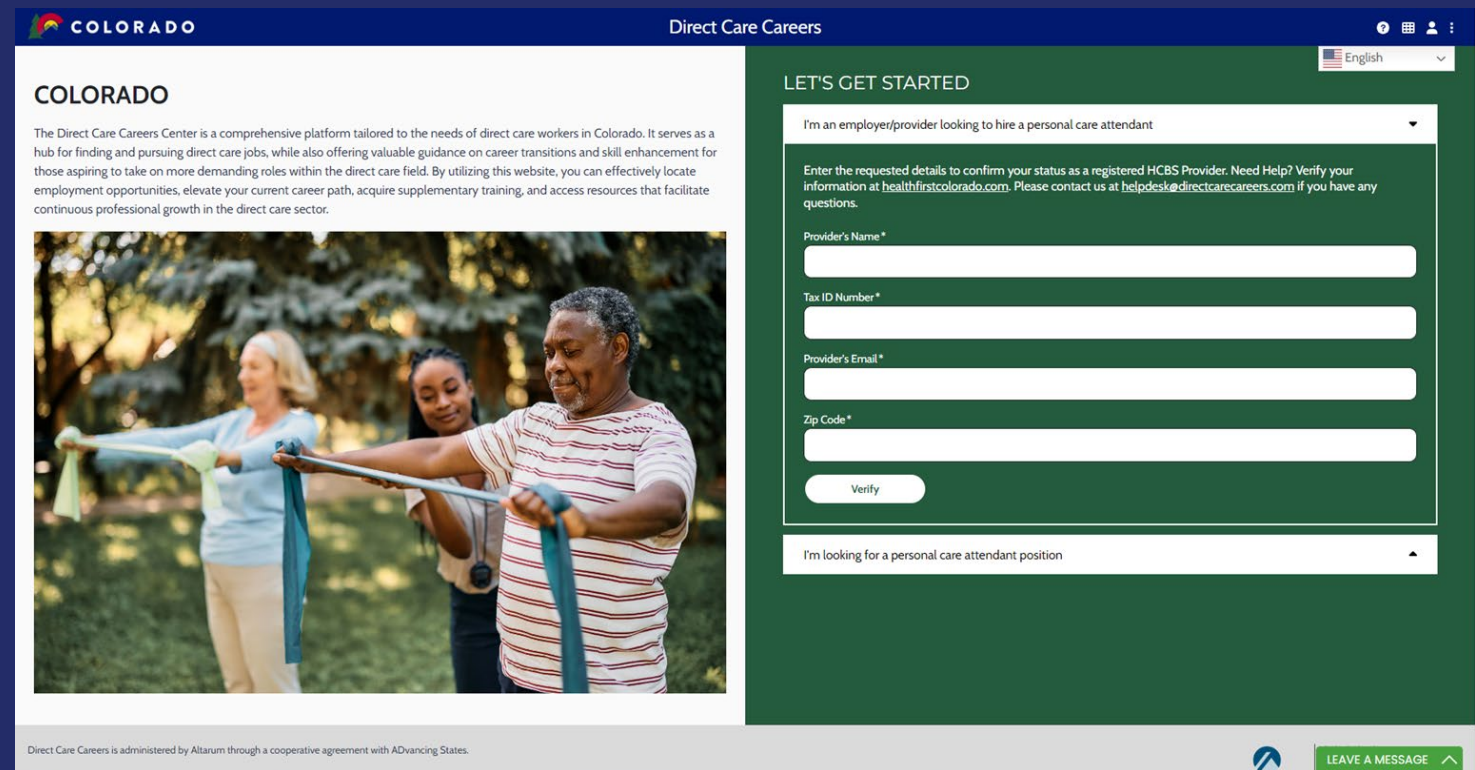 COLORADO
Direct Care Careers
English
COLORADO
The Direct Care Careers Center is a comprehensive platform tailored to the needs of direct care workers in Colorado. It serves as a
hub for finding and pursuing direct care jobs, while also offering valuable guidance on career transitions and skill enhancement for
those aspiring to take on more demanding roles within the direct care field. By utilizing this website, you can effectively locate
employment opportunities, elevate your current career path, acquire supplementary training, and access resources that facilitate
continuous professional growth in the direct care sector.
LET'S GET STARTED
I'm an employer/provider looking to hire a personal care attendant
Enter the requested details to confirm your status as a registered HCBS Provider. Need Help? Verify your
information at healthfirstcolorado.com. Please contact us at helpdesk@directcarecareers.com if you have any
questions.
Provider's Name*
Tax ID Number*
Provider's Email*
Zip Code*
Verify
I'm looking for a personal care attendant position
Direct Care Careers is administered by Altarum through a cooperative agreement with ADvancing States.
LEAVE A MESSAGE